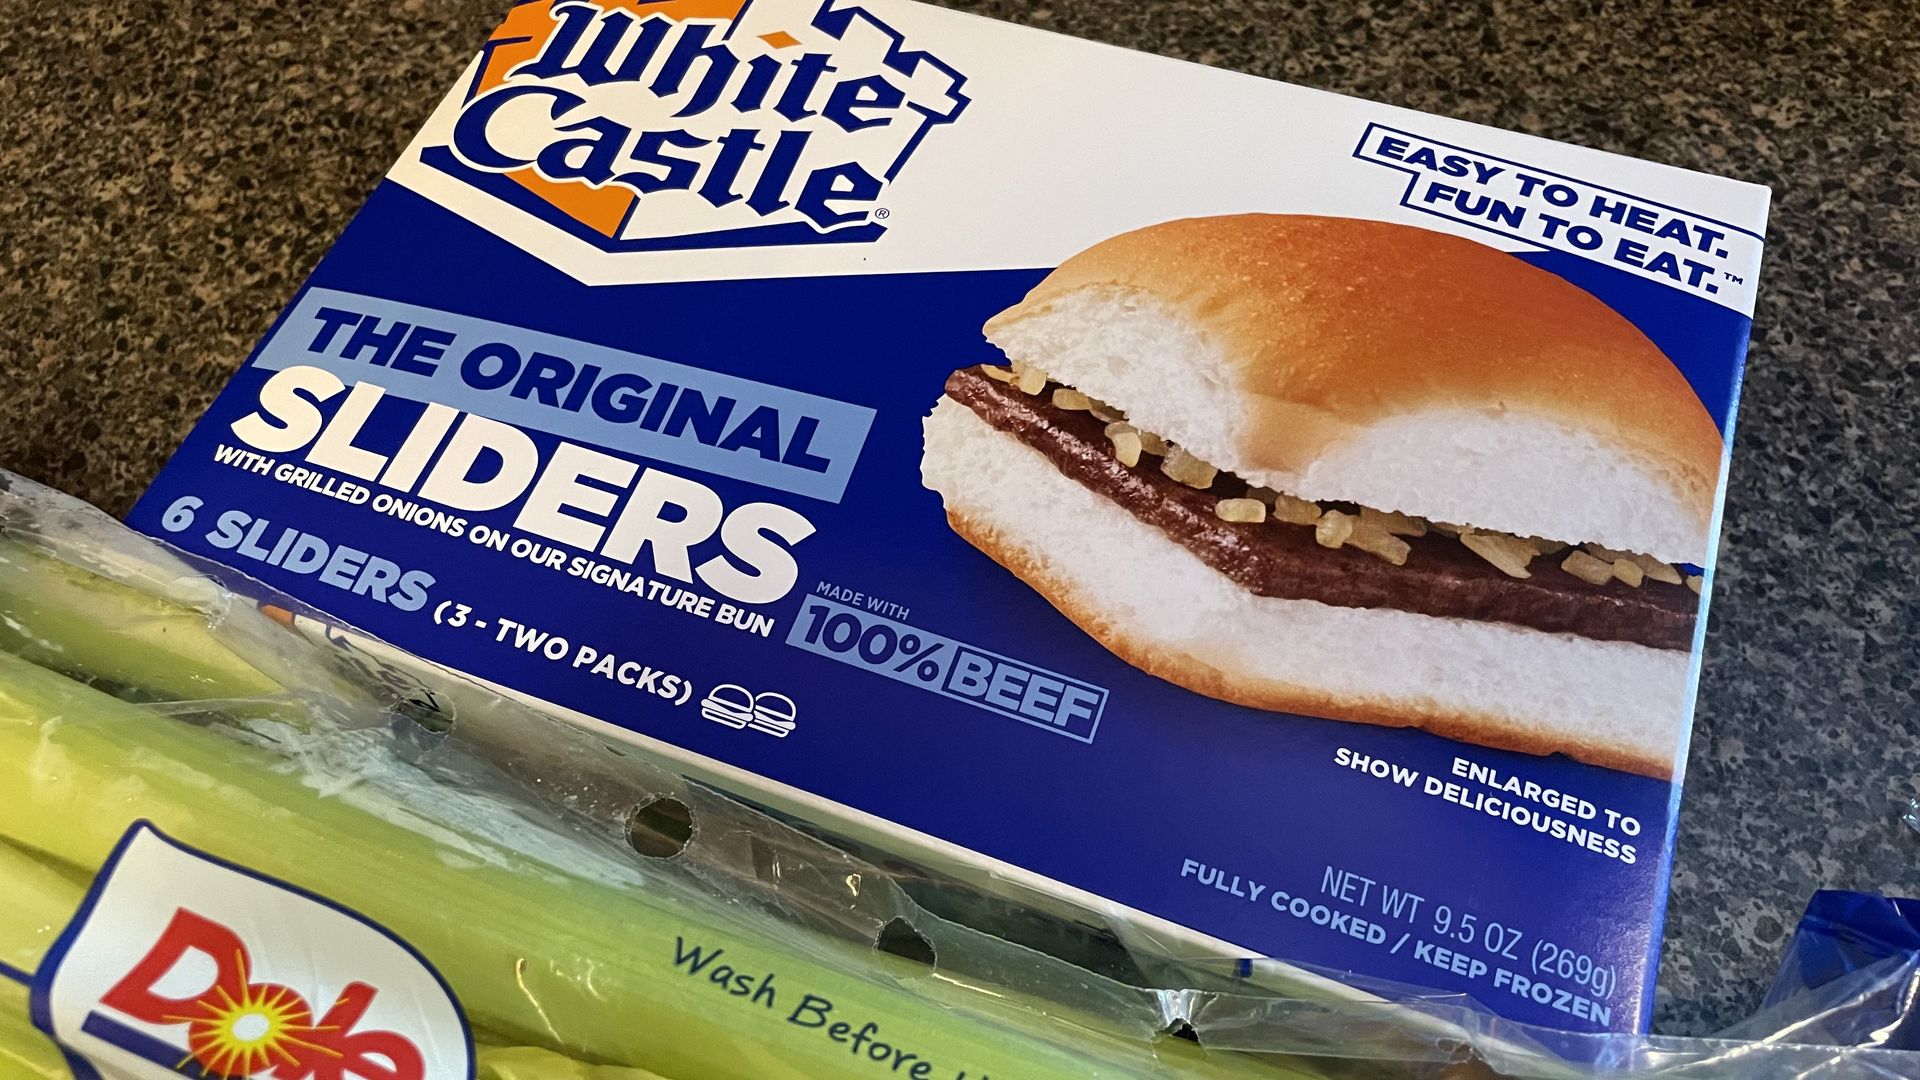 White
Castle®
EASY TO HEAT.
FUN TO EAT.™
THE ORIGINAL
SLIDERS
WITH GRILLED ONIONS ON OUR SIGNATURE BUN
6 SLIDERS (3 - TWO PACKS)
MADE WITH
100% BEEF
ENLARGED TO
SHOW DELICIOUSNESS
NET WT 9.5 OZ (269g)
FULLY COOKED / KEEP FROZEN
Dole
Wash Before